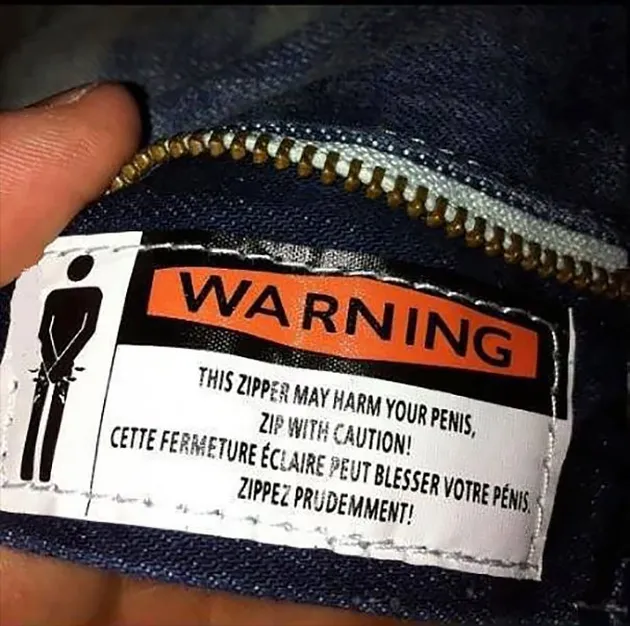 WARNING
THIS ZIPPER MAY HARM YOUR PENIS,
ZIP WITH CAUTION!
CETTE FERMETURE ÉCLAIRE PEUT BLESSER VOTRE PÉNIS.
ZIPPEZ PRUDEMMENT!